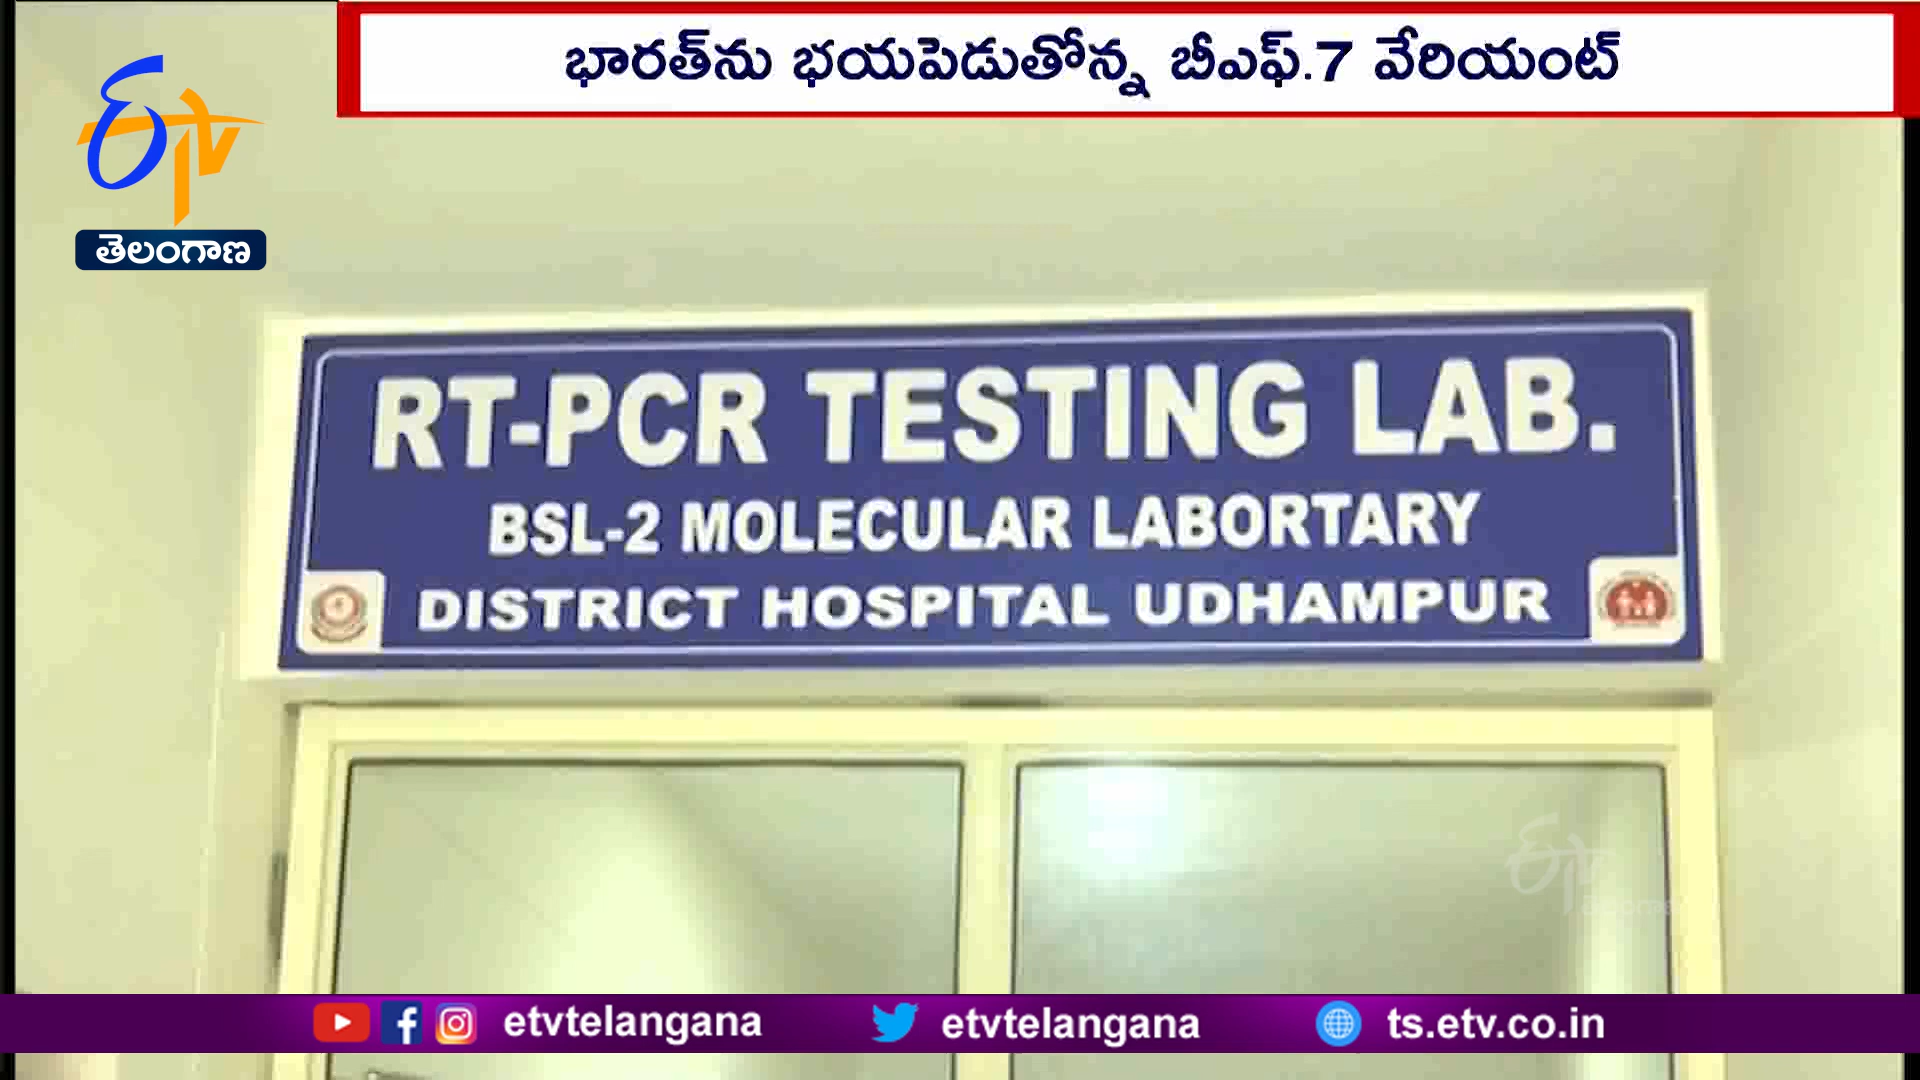 భారత్‌ను భయపెడుతోన్న బీఎఫ్.7 వేరియంట్
ETV
తెలంగాణ
RT-PCR TESTING LAB.
BSL-2 MOLECULAR LABORTARY
DISTRICT HOSPITAL UDHAMPUR
etvtelangana
etvtelangana
ts.etv.co.in